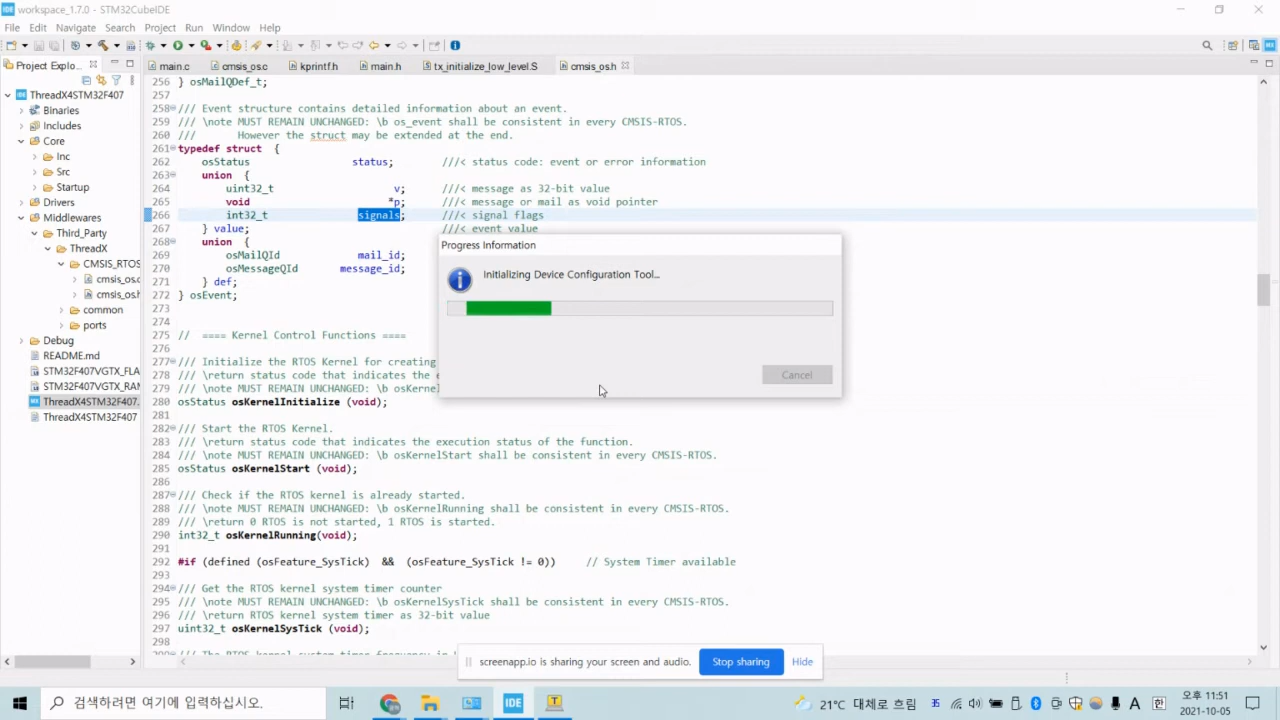 workspace_1.7.0 - STM32CubeIDE
File Edit Navigate Search Project Run Window Help
Project Explo...
main.c cmsis_os.c kprintf.h main.h tx_initialize_low_level.S cmsis_os.h
ThreadX4STM32F407
Binaries
Includes
Core
Inc
Src
Startup
Drivers
Middlewares
Third_Party
ThreadX
CMSIS_RTOS
cmsis_os.c
cmsis_os.h
common
ports
Debug
README.md
STM32F407VGTX_FLA
STM32F407VGTX_RAM
ThreadX4STM32F407.
ThreadX4STM32F407
256 } osMailQDef_t;
257
258 /// Event structure contains detailed information about an event.
259 /// \note MUST REMAIN UNCHANGED: \b os_event shall be consistent in every CMSIS-RTOS.
260 /// However the struct may be extended at the end.
261 typedef struct {
262 osStatus status; ///< status code: event or error information
263 union {
264 uint32_t v; ///< message as 32-bit value
265 void *p; ///< message or mail as void pointer
266 int32_t signals; ///< signal flags
267 } value; ///< event value
268 union {
269 osMailQId mail_id;
270 osMessageQId message_id;
271 } def;
272 } osEvent;
273
274
275 // ==== Kernel Control Functions ====
276
277 /// Initialize the RTOS Kernel for creating
278 /// \return status code that indicates the e
279 /// \note MUST REMAIN UNCHANGED: \b osKernel
280 osStatus osKernelInitialize (void);
281
282 /// Start the RTOS Kernel.
283 /// \return status code that indicates the execution status of the function.
284 /// \note MUST REMAIN UNCHANGED: \b osKernelStart shall be consistent in every CMSIS-RTOS.
285 osStatus osKernelStart (void);
286
287 /// Check if the RTOS kernel is already started.
288 /// \note MUST REMAIN UNCHANGED: \b osKernelRunning shall be consistent in every CMSIS-RTOS.
289 /// \return 0 RTOS is not started, 1 RTOS is started.
290 int32_t osKernelRunning(void);
291
292 #if (defined (osFeature_SysTick) && (osFeature_SysTick != 0)) // System Timer available
293
294 /// Get the RTOS kernel system timer counter
295 /// \note MUST REMAIN UNCHANGED: \b osKernelSysTick shall be consistent in every CMSIS-RTOS.
296 /// \return RTOS kernel system timer as 32-bit value
297 uint32_t osKernelSysTick (void);
298
Progress Information
Initializing Device Configuration Tool...
Cancel
screenapp.io is sharing your screen and audio. Stop sharing Hide
검색하려면 여기에 입력하십시오.
IDE
21°C 대체로 흐림
A
오후 11:51
2021-10-05